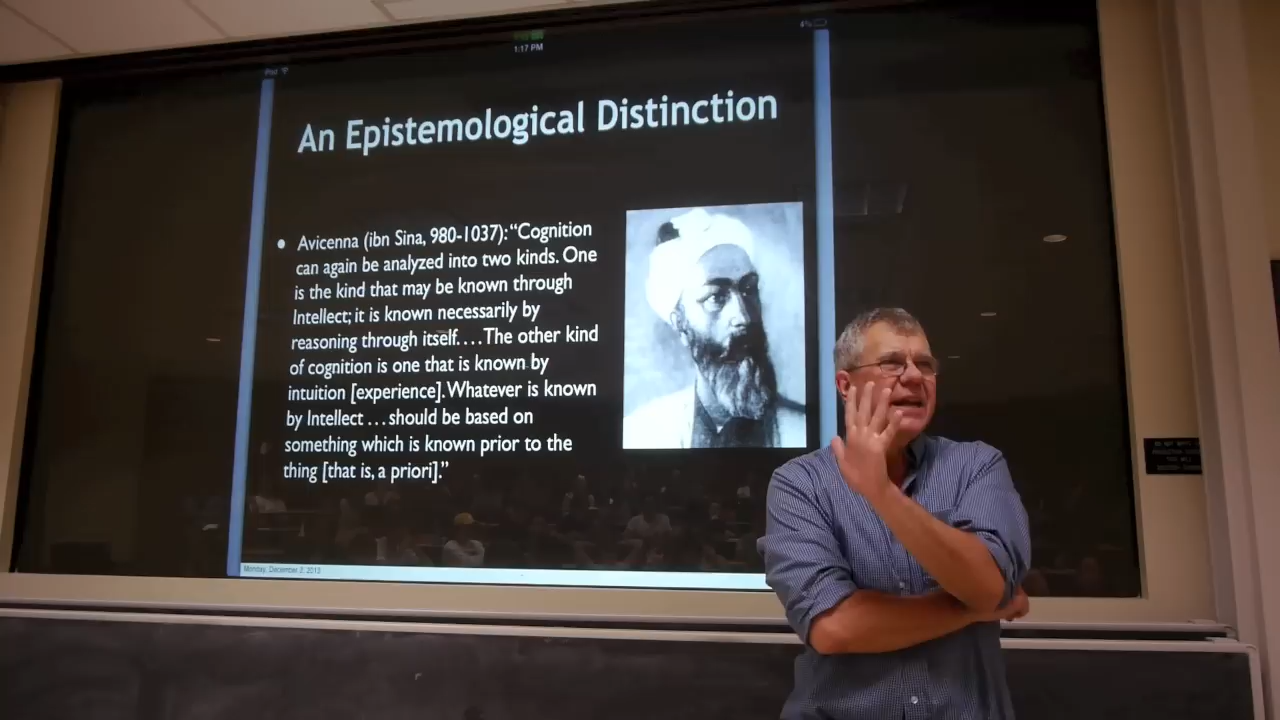 iPad
1:17 PM
4%
An Epistemological Distinction
• Avicenna (ibn Sina, 980-1037): “Cognition
can again be analyzed into two kinds. One
is the kind that may be known through
Intellect; it is known necessarily by
reasoning through itself. . . . The other kind
of cognition is one that is known by
intuition [experience]. Whatever is known
by Intellect . . . should be based on
something which is known prior to the
thing [that is, a priori].”
Monday, December 2, 2013